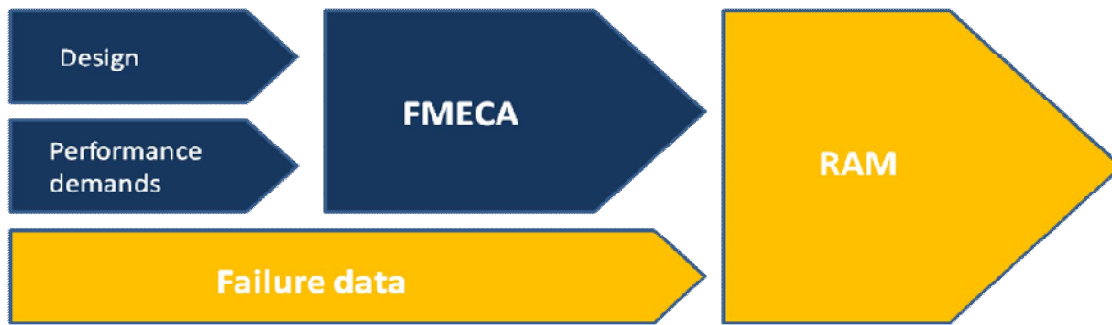 Design
FMECA
Performance
demands
RAM
Failure data